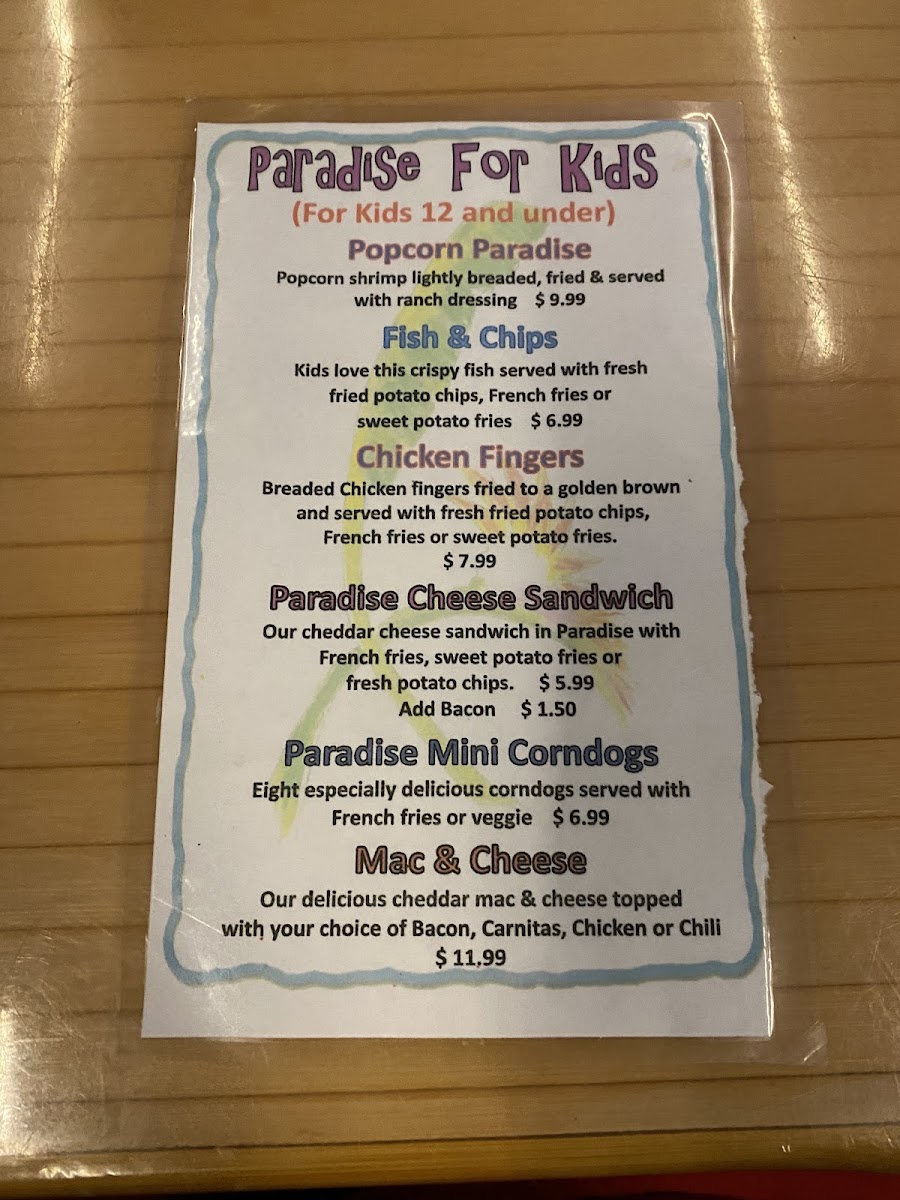 Paradise For Kids
(For Kids 12 and under)
Popcorn Paradise
Popcorn shrimp lightly breaded, fried & served
with ranch dressing $ 9.99
Fish & Chips
Kids love this crispy fish served with fresh
fried potato chips, French fries or
sweet potato fries $ 6.99
Chicken Fingers
Breaded Chicken fingers fried to a golden brown
and served with fresh fried potato chips,
French fries or sweet potato fries.
$ 7.99
Paradise Cheese Sandwich
Our cheddar cheese sandwich in Paradise with
French fries, sweet potato fries or
fresh potato chips. $ 5.99
Add Bacon $ 1.50
Paradise Mini Corndogs
Eight especially delicious corndogs served with
French fries or veggie $ 6.99
Mac & Cheese
Our delicious cheddar mac & cheese topped
with your choice of Bacon, Carnitas, Chicken or Chili
$ 11.99